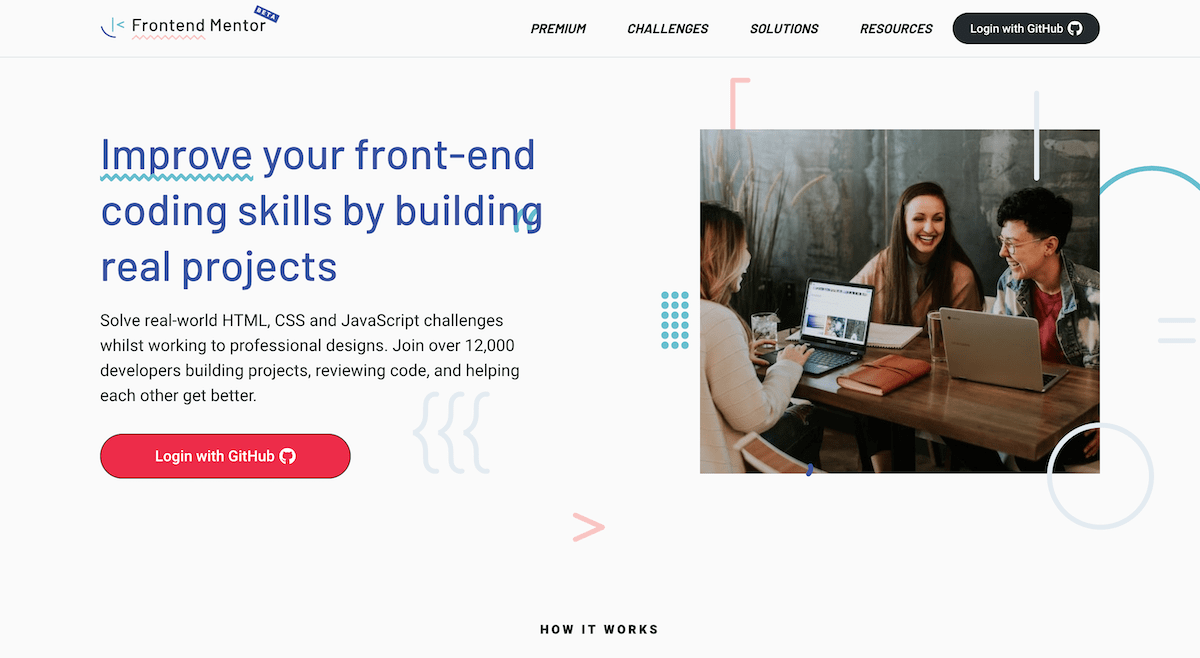 Frontend Mentor
BETA
PREMIUM
CHALLENGES
SOLUTIONS
RESOURCES
Login with GitHub
Improve your front-end
coding skills by building
real projects
Solve real-world HTML, CSS and JavaScript challenges
whilst working to professional designs. Join over 12,000
developers building projects, reviewing code, and helping
each other get better.
Login with GitHub
HOW IT WORKS